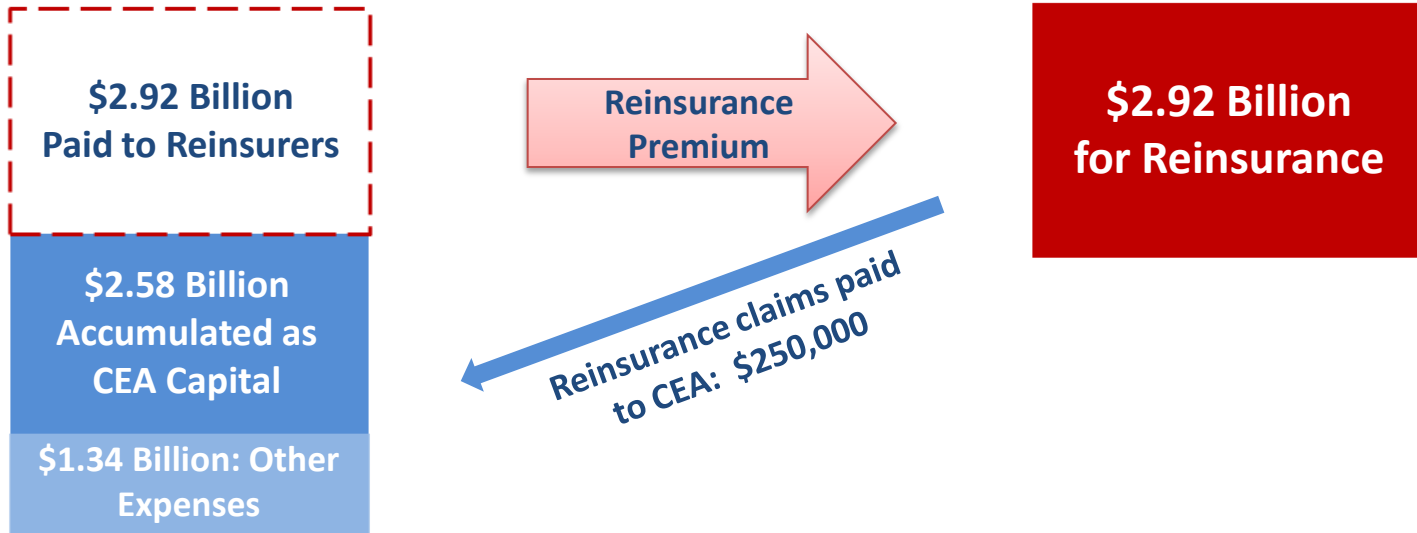 $2.92 Billion
Paid to Reinsurers
$2.58 Billion
Accumulated as
CEA Capital
$1.34 Billion: Other
Expenses
Reinsurance
Premium
Reinsurance claims paid
to CEA:  $250,000
$2.92 Billion
for Reinsurance